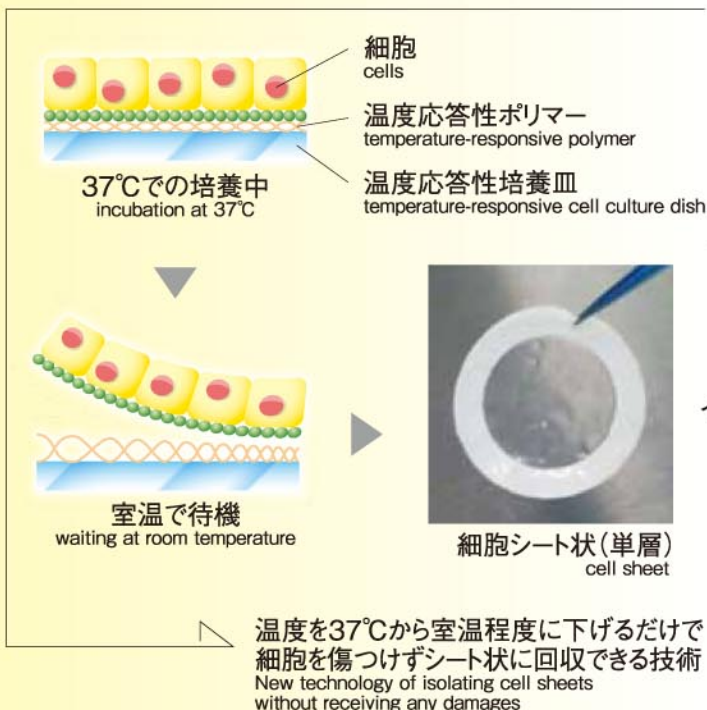 細胞
cells
温度応答性ポリマー
temperature-responsive polymer
温度応答性培養皿
temperature-responsive cell culture dish
37℃での培養中
incubation at 37℃
室温で待機
waiting at room temperature
細胞シート状(単層)
cell sheet
温度を37℃から室温程度に下げるだけで
細胞を傷つけずシート状に回収できる技術
New technology of isolating cell sheets
without receiving any damages